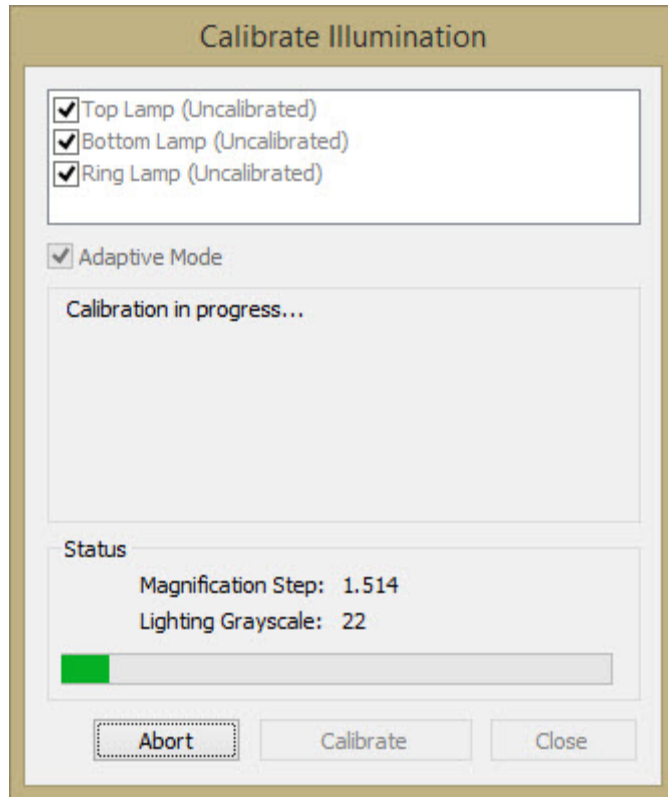 Calibrate Illumination
Top Lamp (Uncalibrated)
Bottom Lamp (Uncalibrated)
Ring Lamp (Uncalibrated)
Adaptive Mode
Calibration in progress...
Status
Magnification Step: 1.514
Lighting Grayscale: 22
Abort Calibrate Close